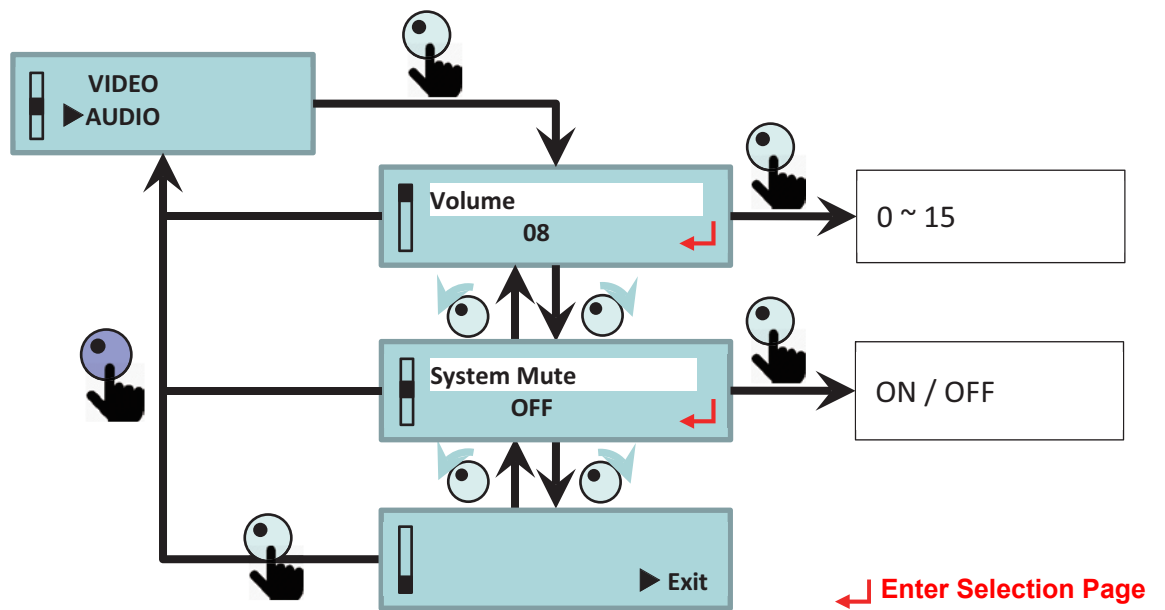 VIDEO
▶AUDIO
Volume
08
0 ~ 15
System Mute
OFF
ON / OFF
▶ Exit
Enter Selection Page